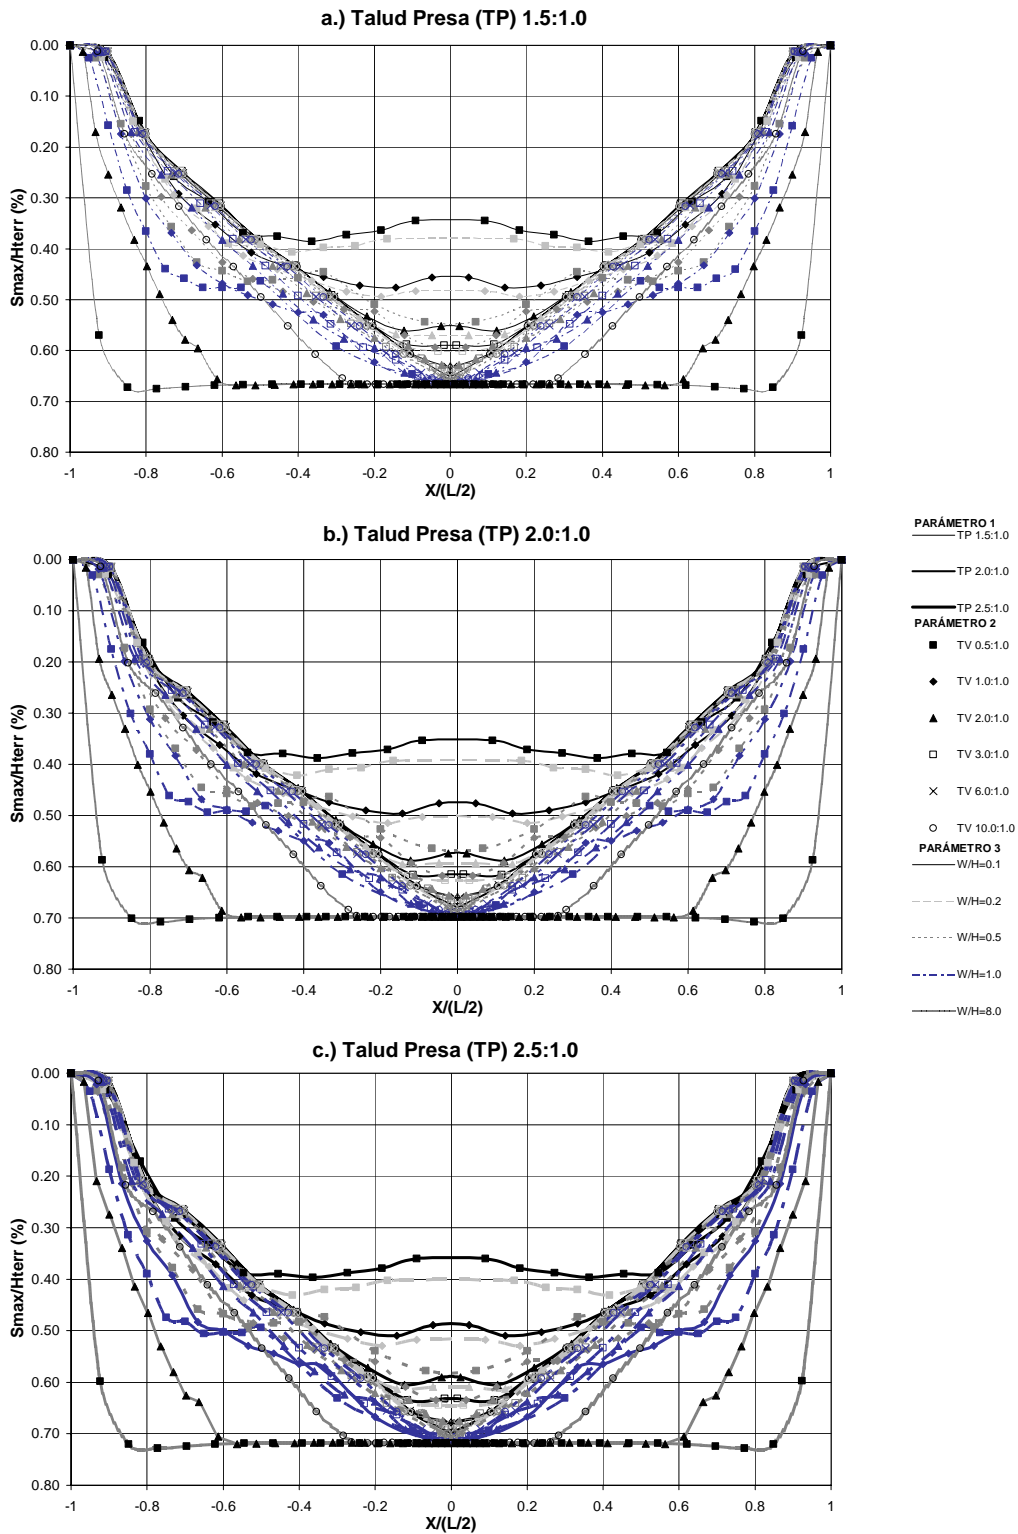 a.) Talud Presa (TP) 1.5:1.0
0.00
0.10
0.20
0.30
0.40
0.50
0.60
0.70
0.80
Smax/Hterr (%)
-1 -0.8 -0.6 -0.4 -0.2 0 0.2 0.4 0.6 0.8 1
X/(L/2)
b.) Talud Presa (TP) 2.0:1.0
0.00
0.10
0.20
0.30
0.40
0.50
0.60
0.70
0.80
Smax/Hterr (%)
-1 -0.8 -0.6 -0.4 -0.2 0 0.2 0.4 0.6 0.8 1
X/(L/2)
PARÁMETRO 1
TP 1.5:1.0
TP 2.0:1.0
TP 2.5:1.0
PARÁMETRO 2
TV 0.5:1.0
TV 1.0:1.0
TV 2.0:1.0
TV 3.0:1.0
TV 6.0:1.0
TV 10.0:1.0
PARÁMETRO 3
W/H=0.1
W/H=0.2
W/H=0.5
W/H=1.0
W/H=8.0
c.) Talud Presa (TP) 2.5:1.0
0.00
0.10
0.20
0.30
0.40
0.50
0.60
0.70
0.80
Smax/Hterr (%)
-1 -0.8 -0.6 -0.4 -0.2 0 0.2 0.4 0.6 0.8 1
X/(L/2)